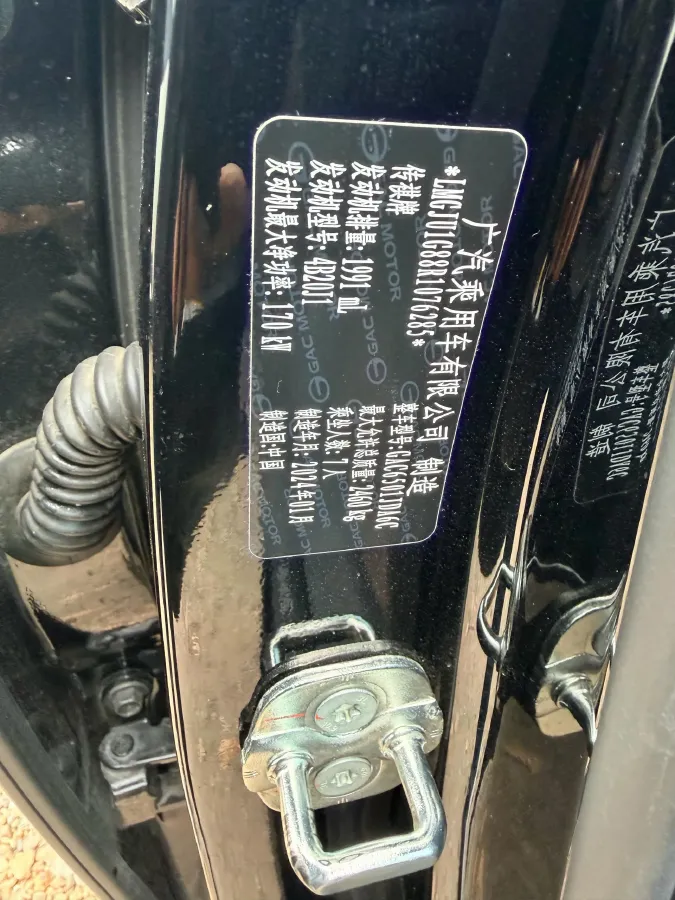 广汽乘用车有限公司 制造
*LMGJU1G88R1076285*
传祺牌 整车型号:GAC6501DA6C
发动机排量:1991 mL 最大允许总质量:2460 kg
发动机型号:4B20J1 乘坐人数:7人
发动机最大净功率:170 kW 制造年月:2024年01月
制造国:中国
GAC MOTOR